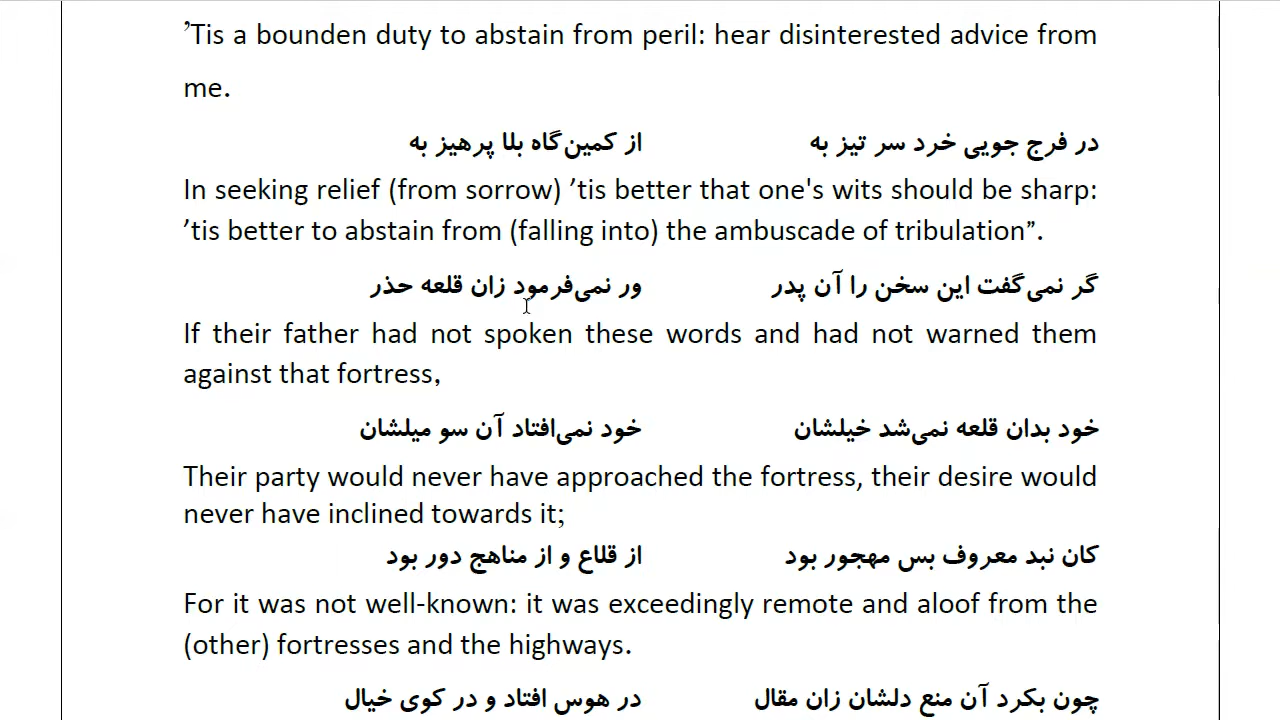 ’Tis a bounden duty to abstain from peril: hear disinterested advice from
me.
در فرج جویی خرد سر تیز به از کمین‌گاه بلا پرهیز به
In seeking relief (from sorrow) ’tis better that one's wits should be sharp:
’tis better to abstain from (falling into) the ambuscade of tribulation”.
گر نمی‌گفت این سخن را آن پدر ور نمی‌فرمود زان قلعه حذر
If their father had not spoken these words and had not warned them
against that fortress,
خود بدان قلعه نمی‌شد خیلشان خود نمی‌افتاد آن سو میلشان
Their party would never have approached the fortress, their desire would
never have inclined towards it;
کان نبد معروف بس مهجور بود از قلاع و از مناهج دور بود
For it was not well-known: it was exceedingly remote and aloof from the
(other) fortresses and the highways.
چون بکرد آن منع دلشان زان مقال در هوس افتاد و در کوی خیال